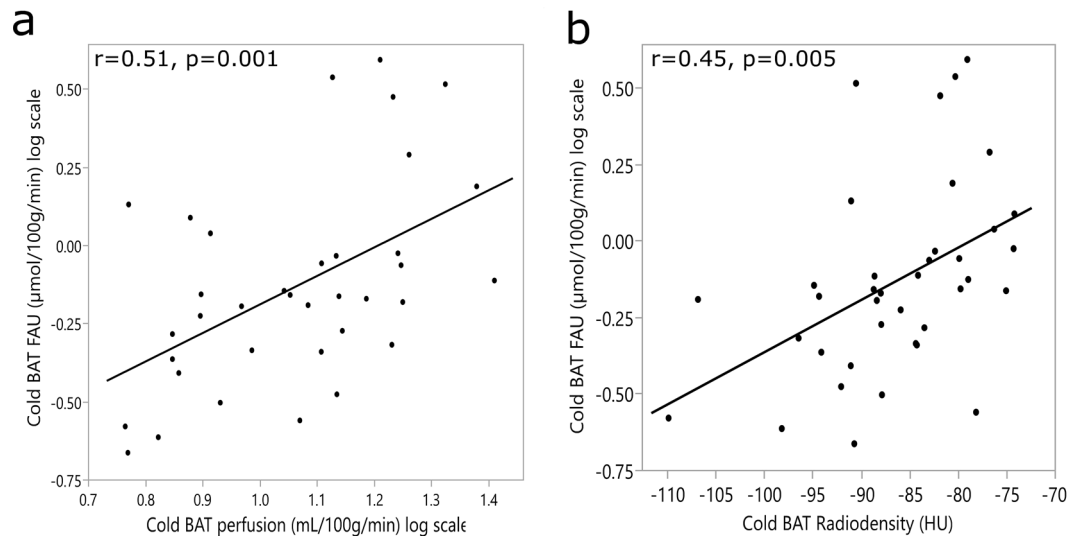 a
r=0.51, p=0.001
Cold BAT FAU (µmol/100g/min) log scale
0.50
0.25
0.00
-0.25
-0.50
-0.75
0.7 0.8 0.9 1.0 1.1 1.2 1.3 1.4
Cold BAT perfusion (mL/100g/min) log scale
b
r=0.45, p=0.005
Cold BAT FAU (µmol/100g/min) log scale
0.50
0.25
0.00
-0.25
-0.50
-0.75
-110 -105 -100 -95 -90 -85 -80 -75 -70
Cold BAT Radiodensity (HU)